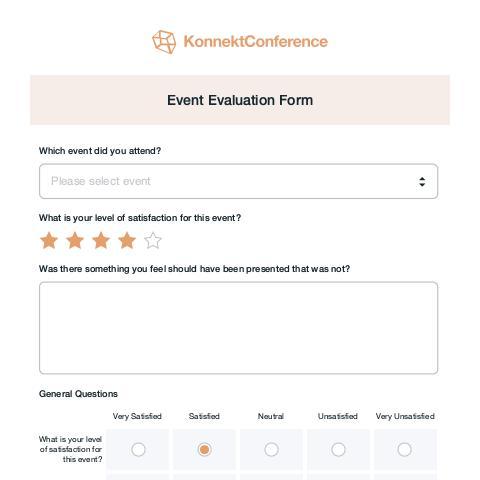 KonnektConference
Event Evaluation Form
Which event did you attend?
Please select event
What is your level of satisfaction for this event?
Was there something you feel should have been presented that was not?
General Questions
Very Satisfied Satisfied Neutral Unsatisfied Very Unsatisfied
What is your level
of satisfaction for
this event?